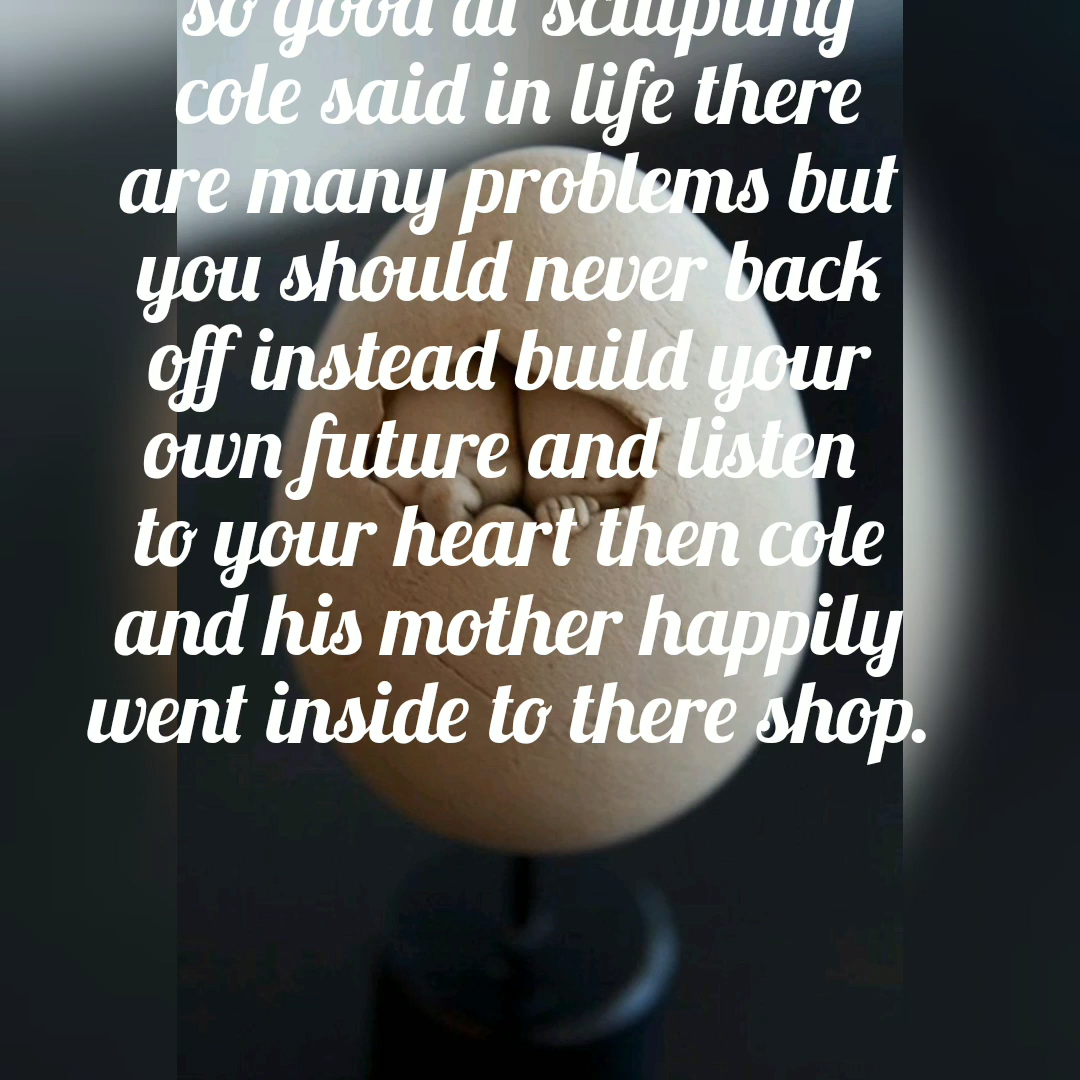 so good at sculpting
cole said in life there
are many problems but
you should never back
off instead build your
own future and listen
to your heart then cole
and his mother happily
went inside to there shop.